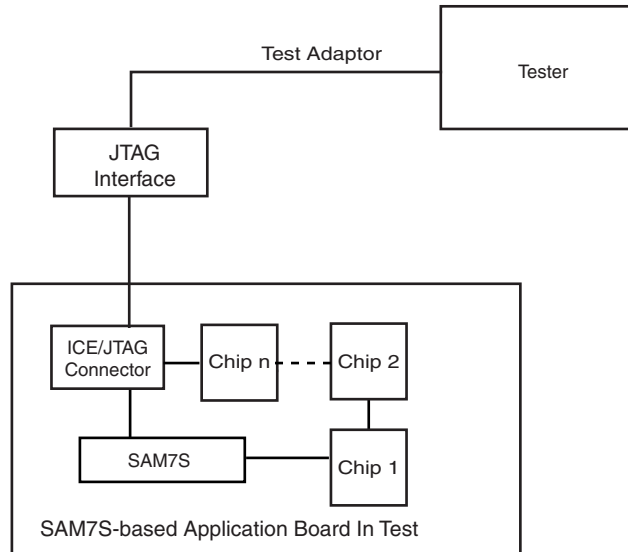 Test Adaptor
Tester
JTAG
Interface
ICE/JTAG
Connector
Chip n
Chip 2
SAM7S
Chip 1
SAM7S-based Application Board In Test